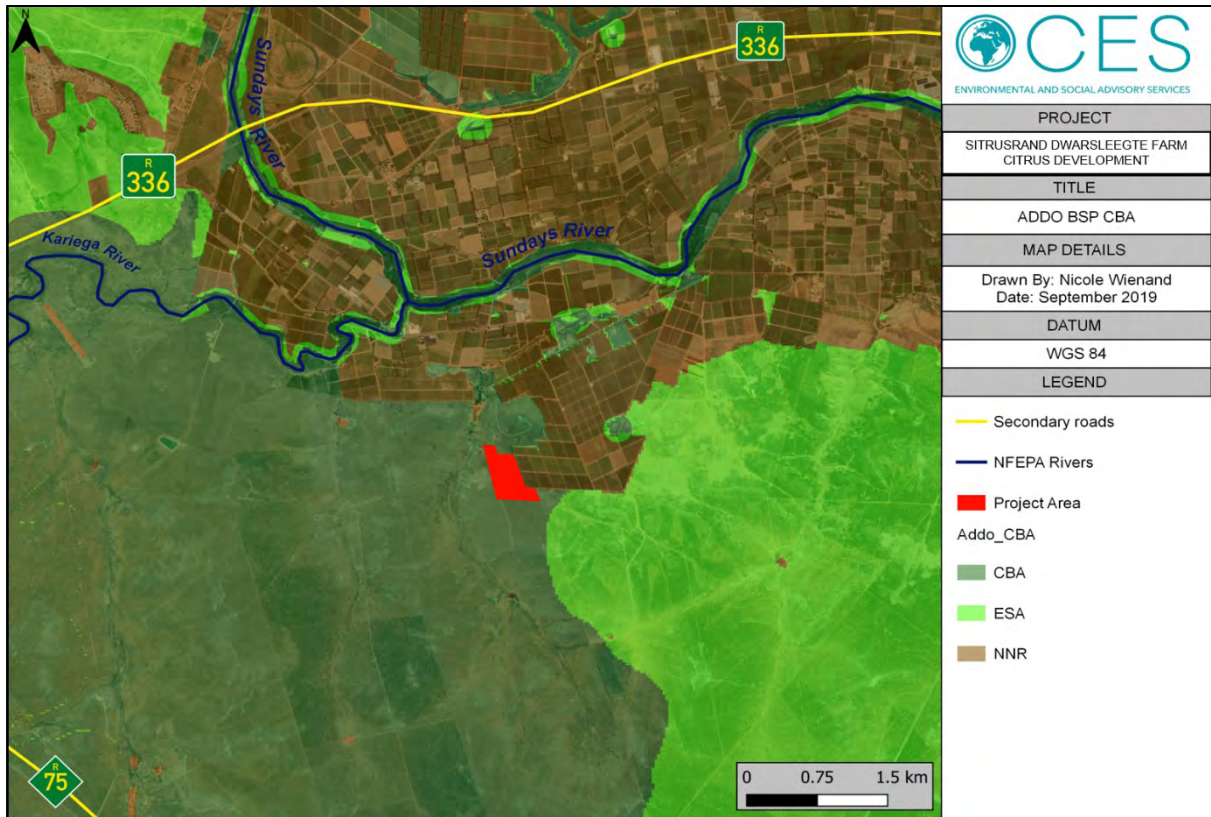 N
R
336
R
336
Sundays River
Sundays River
Kariega River
R
75
0 0.75 1.5 km
CES
ENVIRONMENTAL AND SOCIAL ADVISORY SERVICES
PROJECT
SITRUSRAND DWARSLEEGTE FARM
CITRUS DEVELOPMENT
TITLE
ADDO BSP CBA
MAP DETAILS
Drawn By: Nicole Wienand
Date: September 2019
DATUM
WGS 84
LEGEND
Secondary roads
NFEPA Rivers
Project Area
Addo_CBA
CBA
ESA
NNR